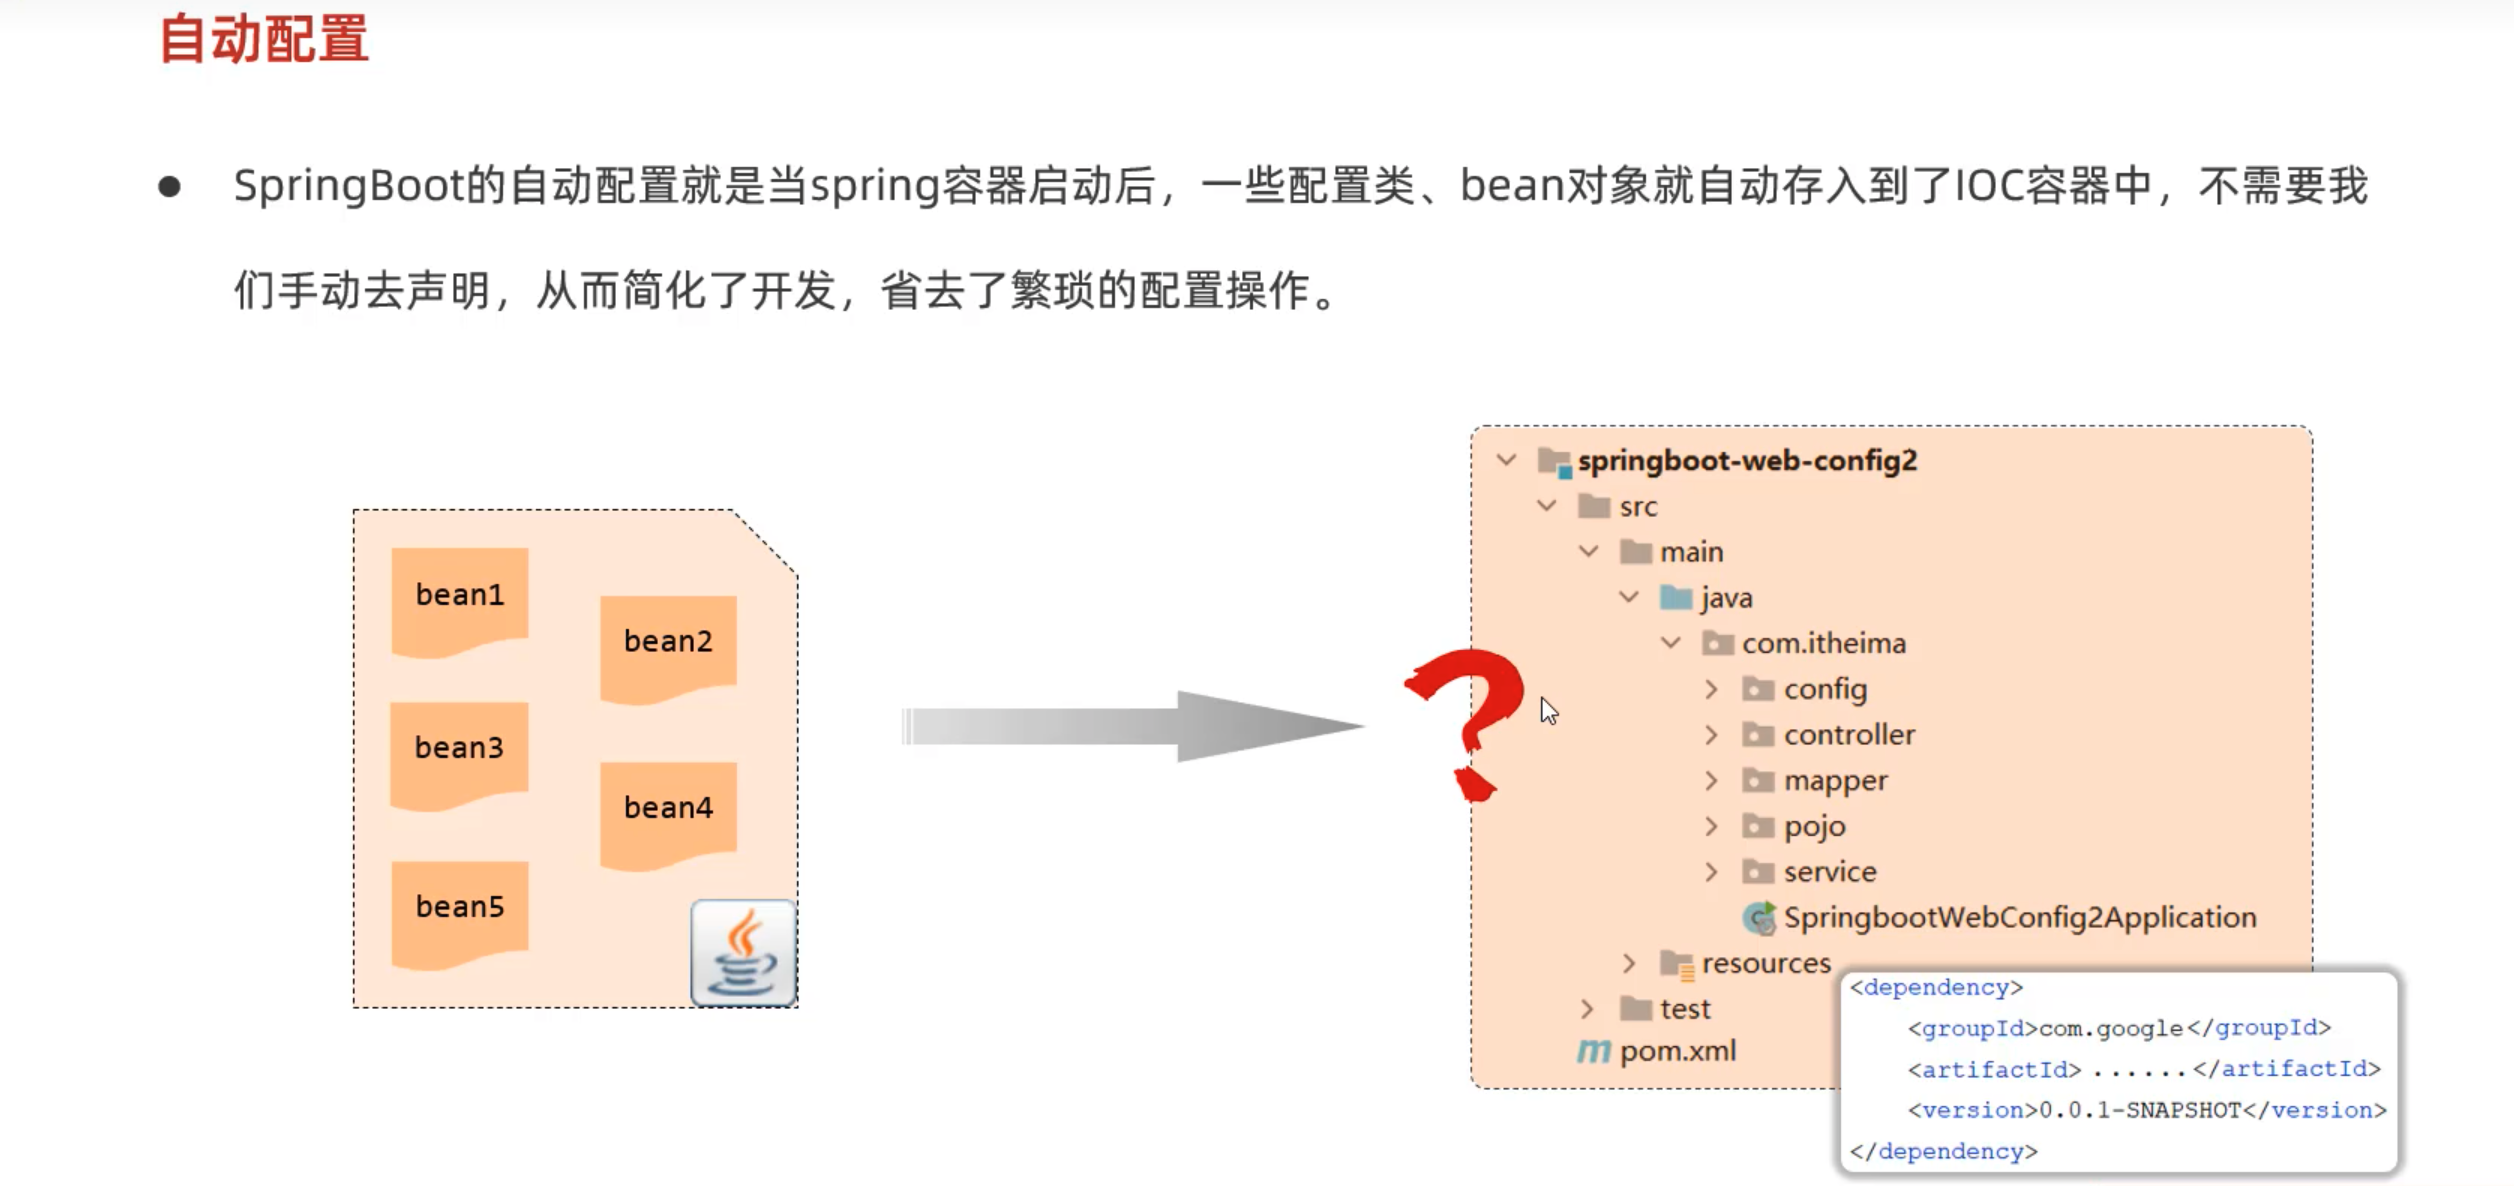 自动配置
SpringBoot的自动配置就是当spring容器启动后，一些配置类、bean对象就自动存入到了IOC容器中，不需要我
们手动去声明，从而简化了开发，省去了繁琐的配置操作。
bean1
bean2
bean3
bean4
bean5
?
springboot-web-config2
src
main
java
com.itheima
config
controller
mapper
pojo
service
SpringbootWebConfig2Application
resources
test
pom.xml
<dependency>
<groupId>com.google</groupId>
<artifactId>......</artifactId>
<version>0.0.1-SNAPSHOT</version>
</dependency>